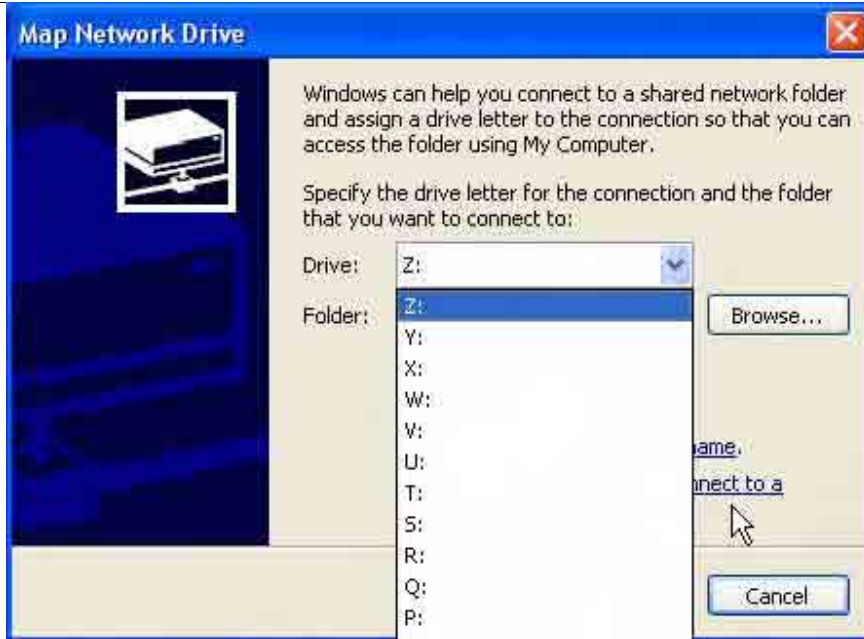 Map Network Drive
Windows can help you connect to a shared network folder
and assign a drive letter to the connection so that you can
access the folder using My Computer.
Specify the drive letter for the connection and the folder
that you want to connect to:
Drive: Z:
Folder: Z: Browse...
Y:
X:
W:
V:
U: ame.
T: nnect to a
S:
R:
Q: Cancel
P: